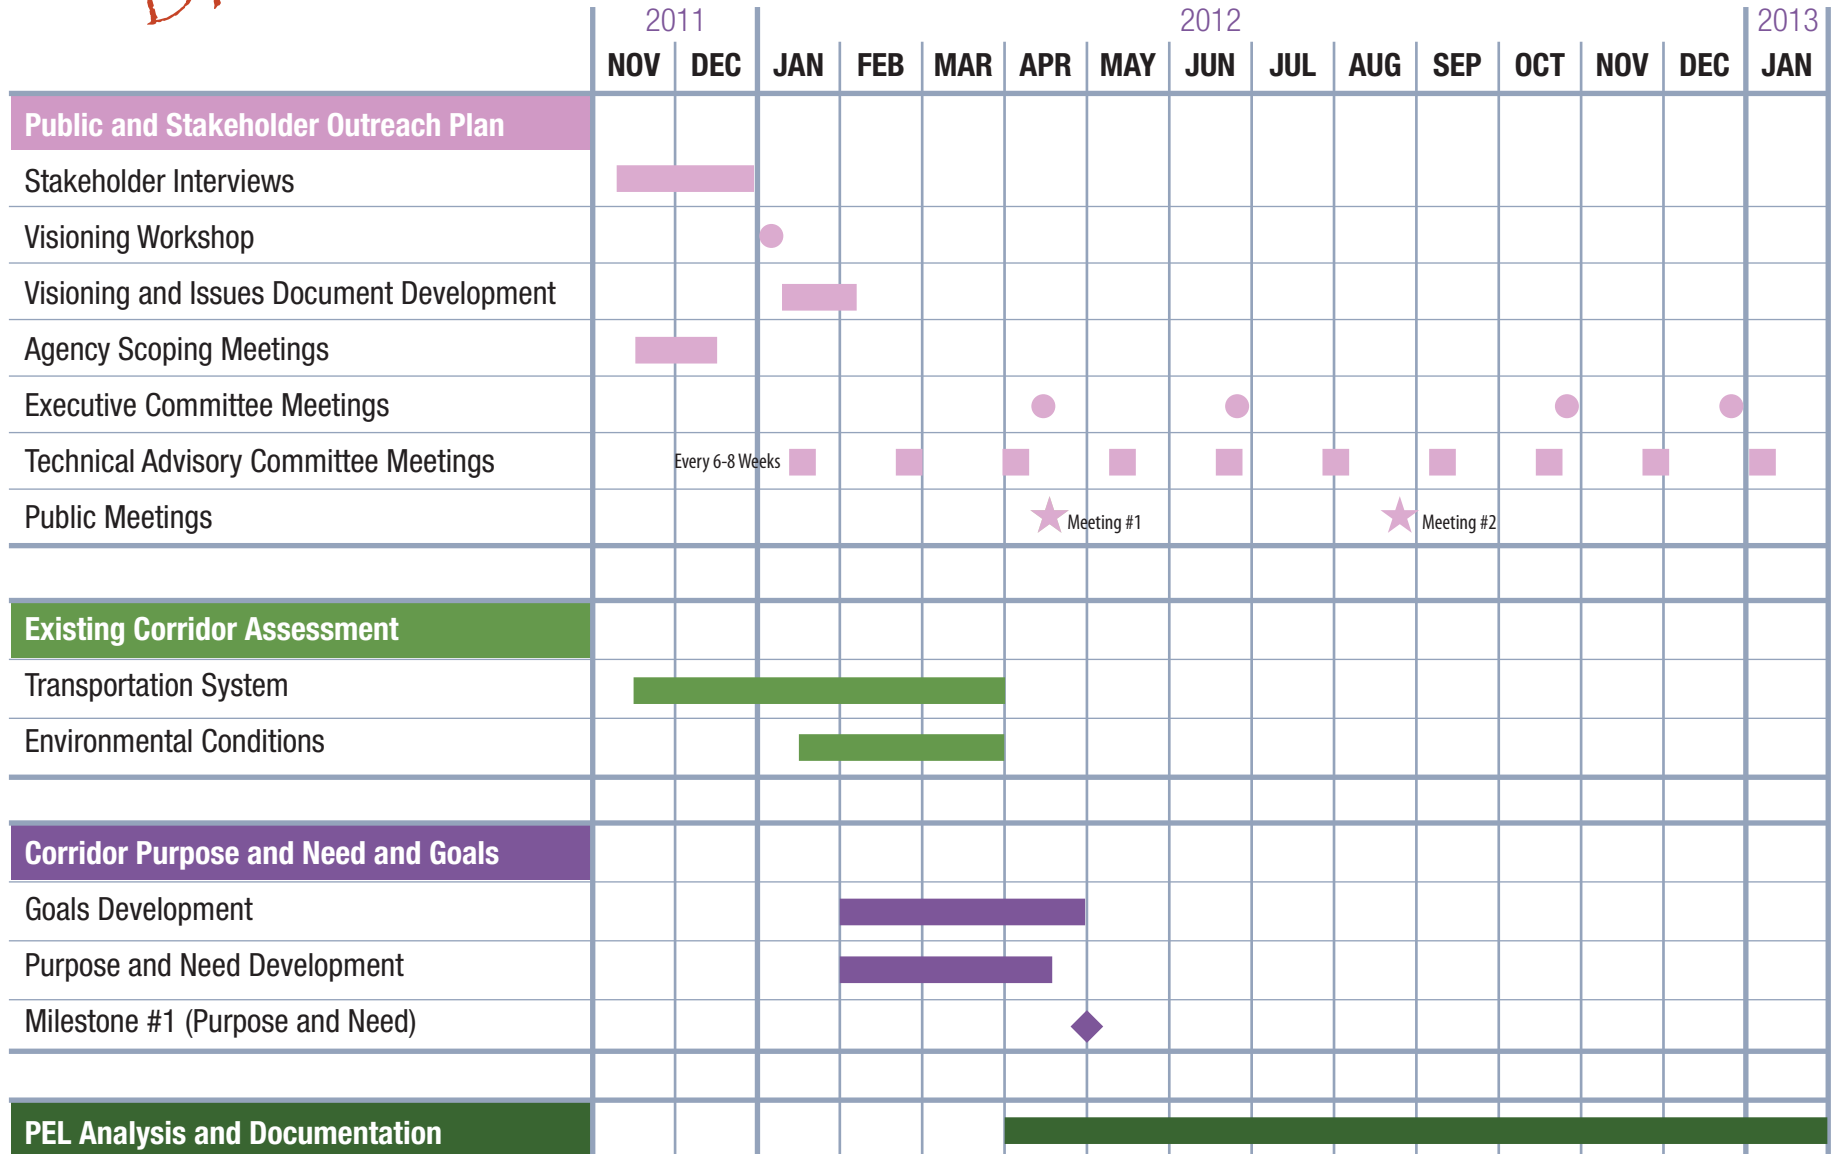 2011 2012 2013
NOV DEC JAN FEB MAR APR MAY JUN JUL AUG SEP OCT NOV DEC JAN
Public and Stakeholder Outreach Plan
Stakeholder Interviews
Visioning Workshop
Visioning and Issues Document Development
Agency Scoping Meetings
Executive Committee Meetings
Technical Advisory Committee Meetings Every 6-8 Weeks
Public Meetings Meeting #1 Meeting #2
Existing Corridor Assessment
Transportation System
Environmental Conditions
Corridor Purpose and Need and Goals
Goals Development
Purpose and Need Development
Milestone #1 (Purpose and Need)
PEL Analysis and Documentation